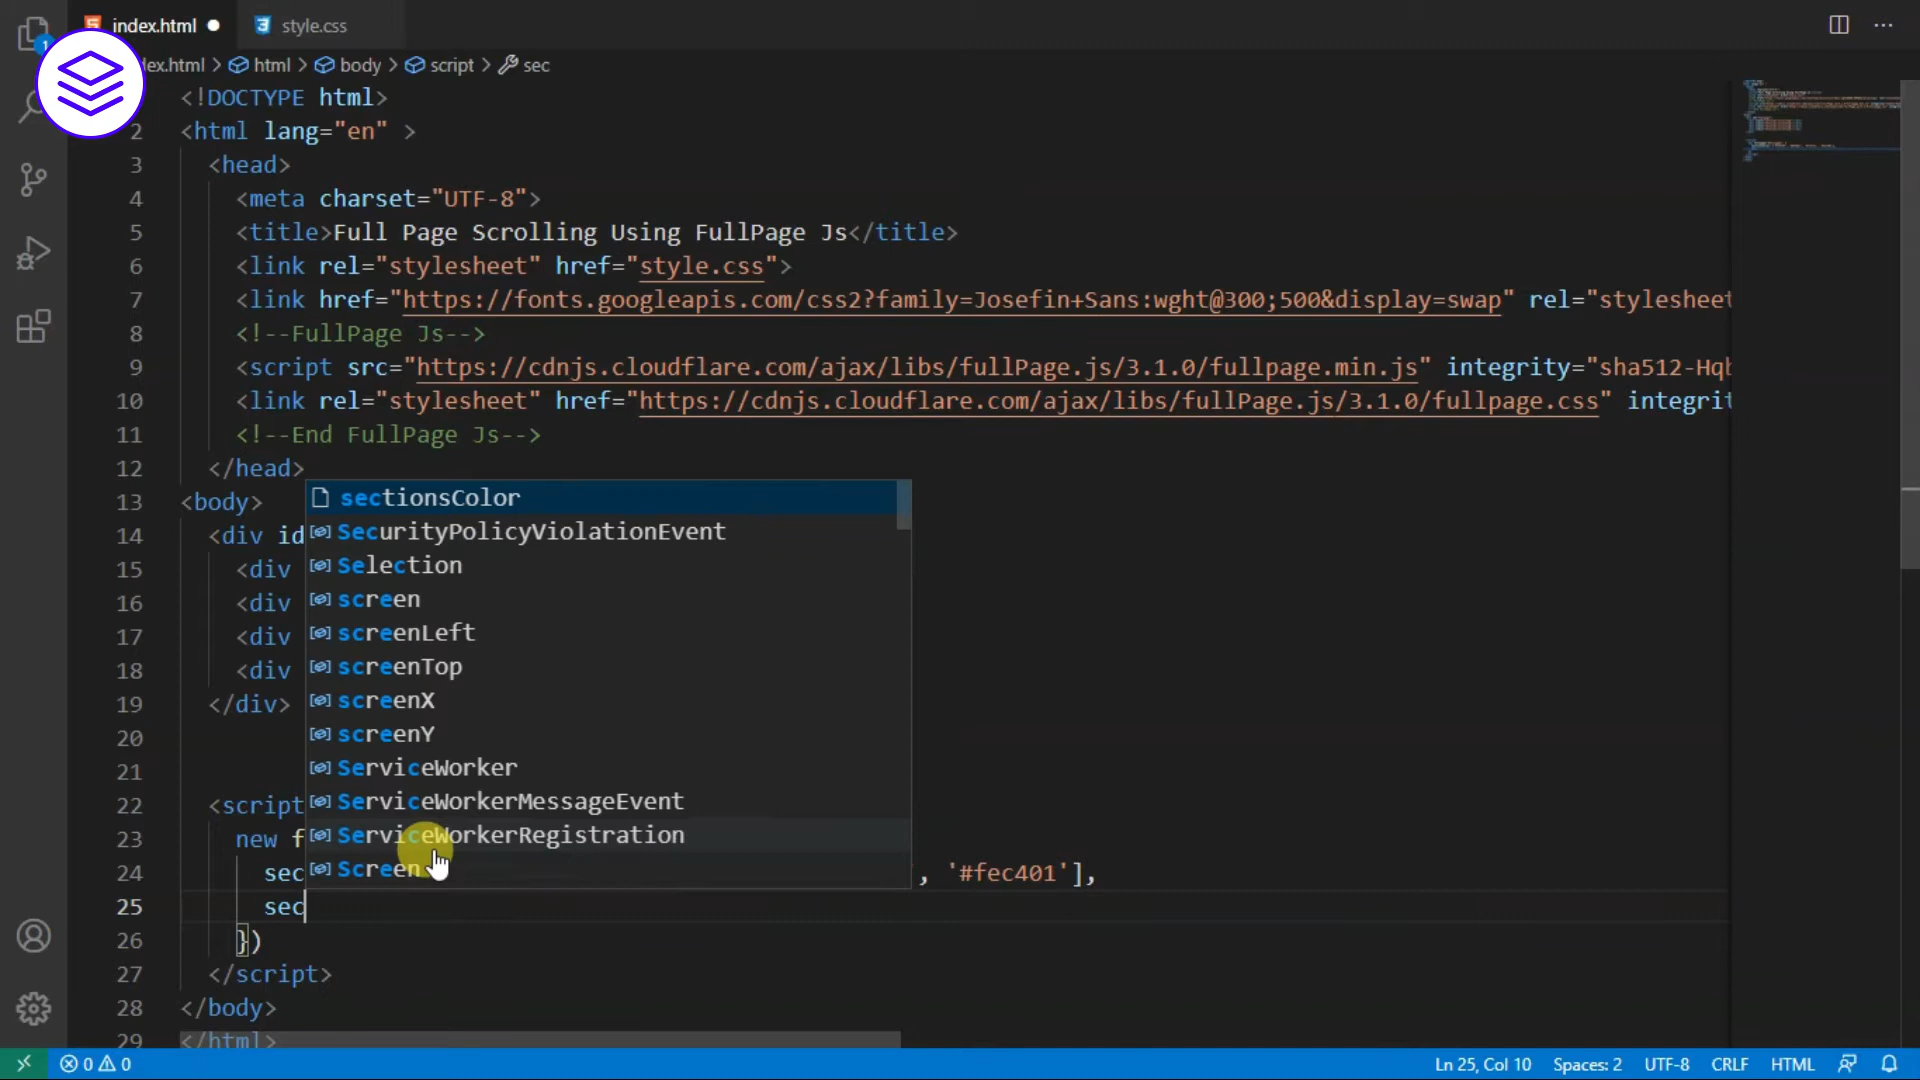 index.html ● style.css
dex.html > html > body > script > sec
<!DOCTYPE html>
2 <html lang="en" >
3 <head>
4 <meta charset="UTF-8">
5 <title>Full Page Scrolling Using FullPage Js</title>
6 <link rel="stylesheet" href="style.css">
7 <link href="https://fonts.googleapis.com/css2?family=Josefin+Sans:wght@300;500&display=swap" rel="stylesheet
8 <!--FullPage Js-->
9 <script src="https://cdnjs.cloudflare.com/ajax/libs/fullPage.js/3.1.0/fullpage.min.js" integrity="sha512-Hqb
10 <link rel="stylesheet" href="https://cdnjs.cloudflare.com/ajax/libs/fullPage.js/3.1.0/fullpage.css" integrit
11 <!--End FullPage Js-->
12 </head>
13 <body>
sectionsColor
SecurityPolicyViolationEvent
14 <div id
Selection
15 <div
screen
16 <div
screenLeft
17 <div
screenTop
18 <div
screenX
19 </div>
screenY
20
ServiceWorker
21
ServiceWorkerMessageEvent
22 <script
ServiceWorkerRegistration
23 new f
Screen
24 sec , '#fec401'],
25 sec
26 })
27 </script>
28 </body>
29 </html>
0 0 Ln 25, Col 10 Spaces: 2 UTF-8 CRLF HTML